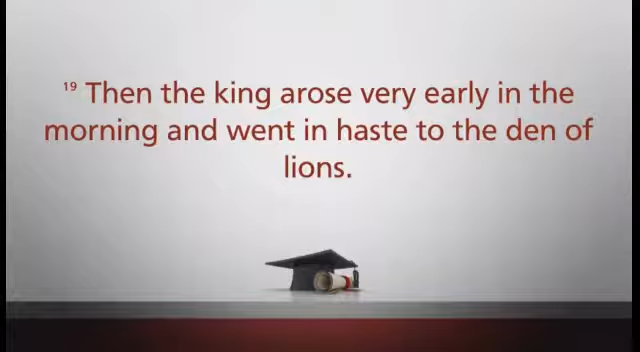 19 Then the king arose very early in the
morning and went in haste to the den of
lions.